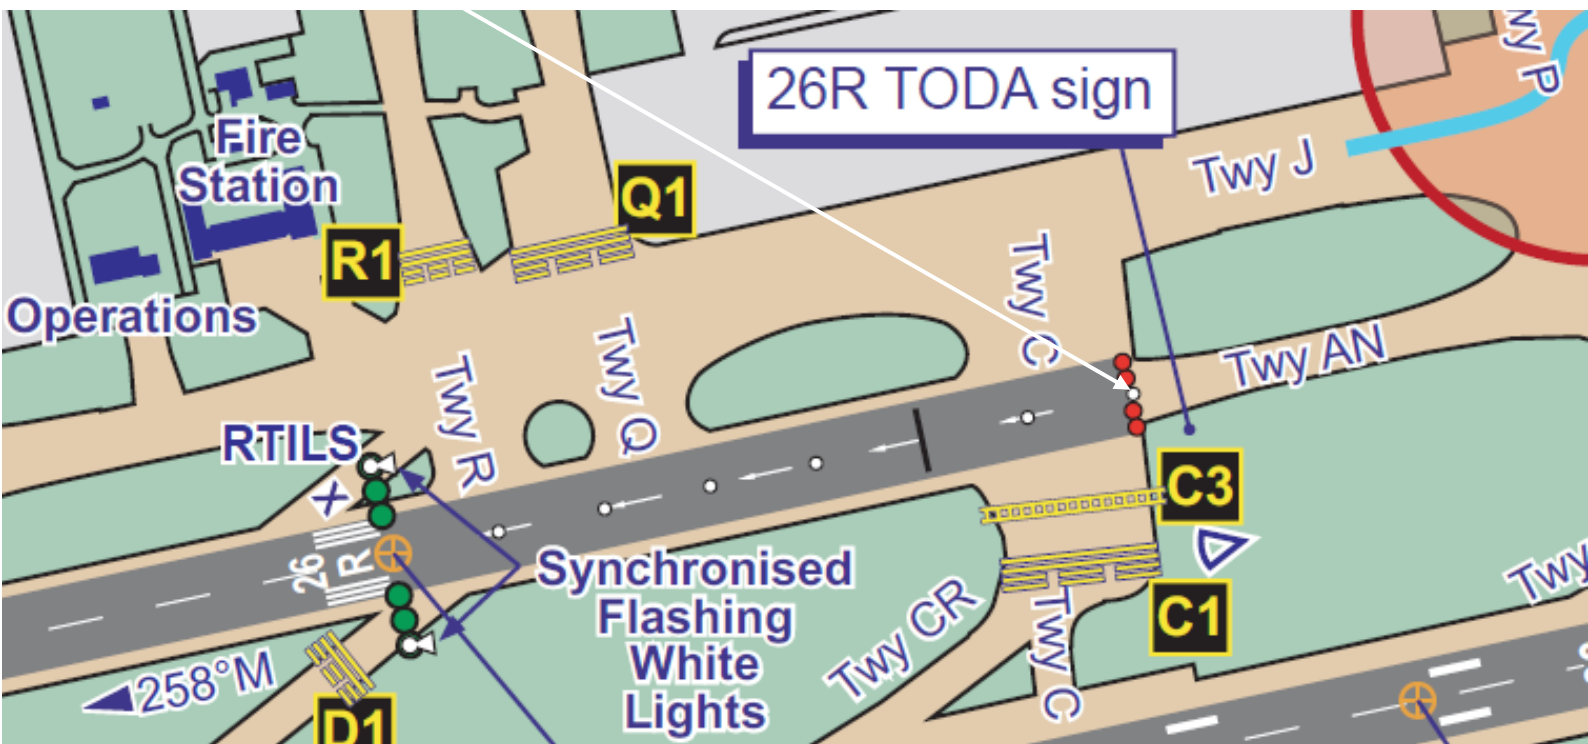 26R TODA sign
Twy P
Twy J
Fire
Station
Q1
R1
Operations
Twy C
Twy AN
Twy Q
Twy R
RTILS
X
26
R
C3
Synchronised
Flashing
White
Lights
C1
Twy CR
Twy C
Twy
258°M
D1